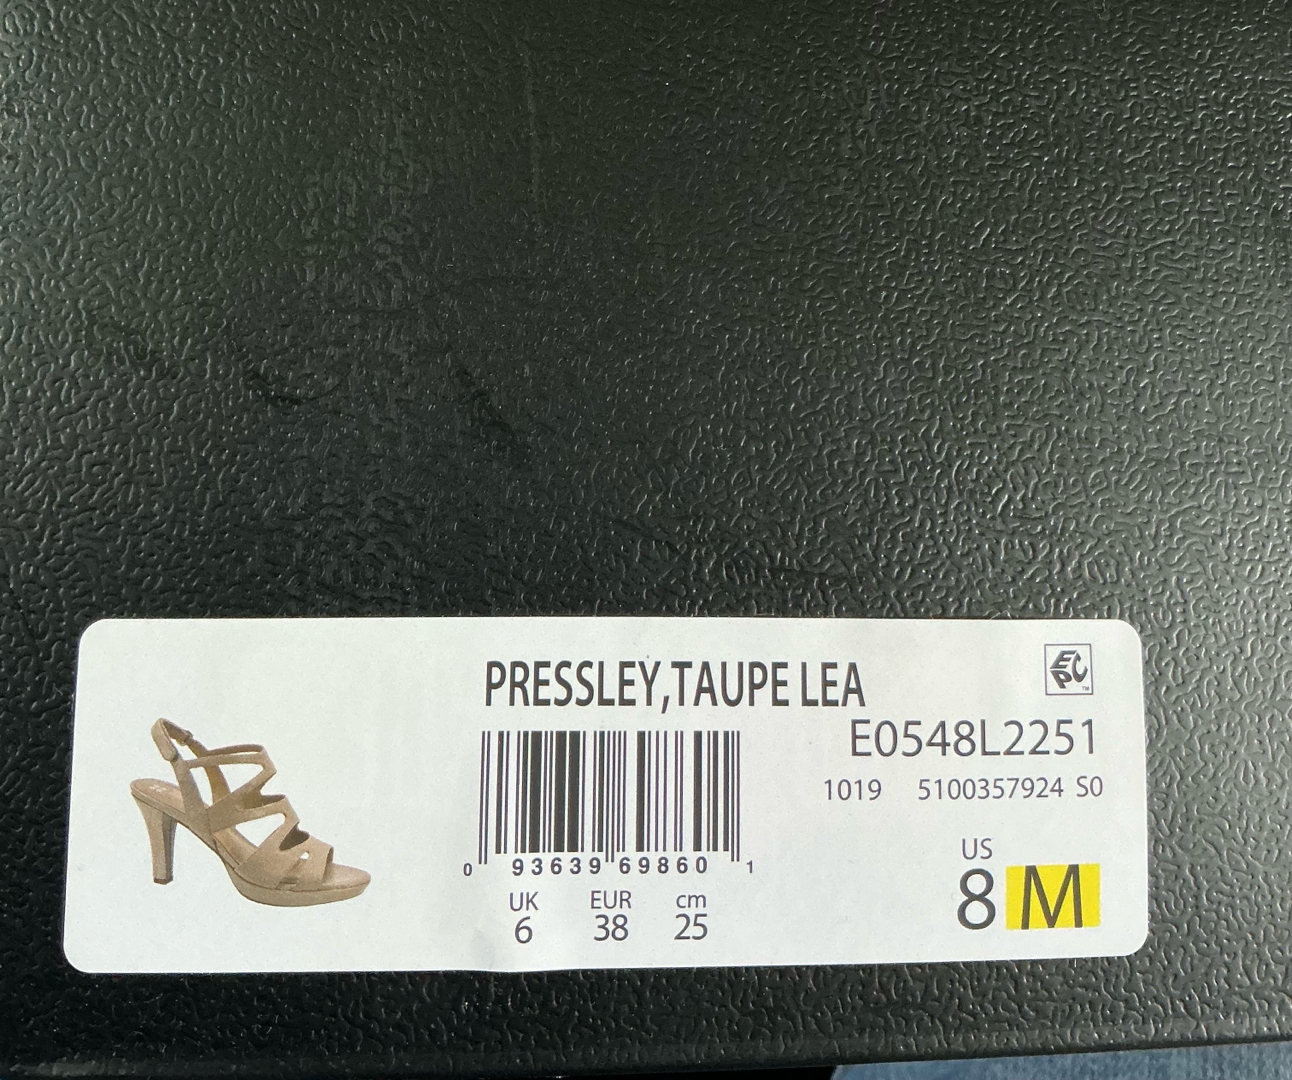 PRESSLEY,TAUPE LEA
EPC™
E0548L2251
1019 5100357924 S0
0 93639 69860 1
US
8 M
UK EUR cm
6 38 25